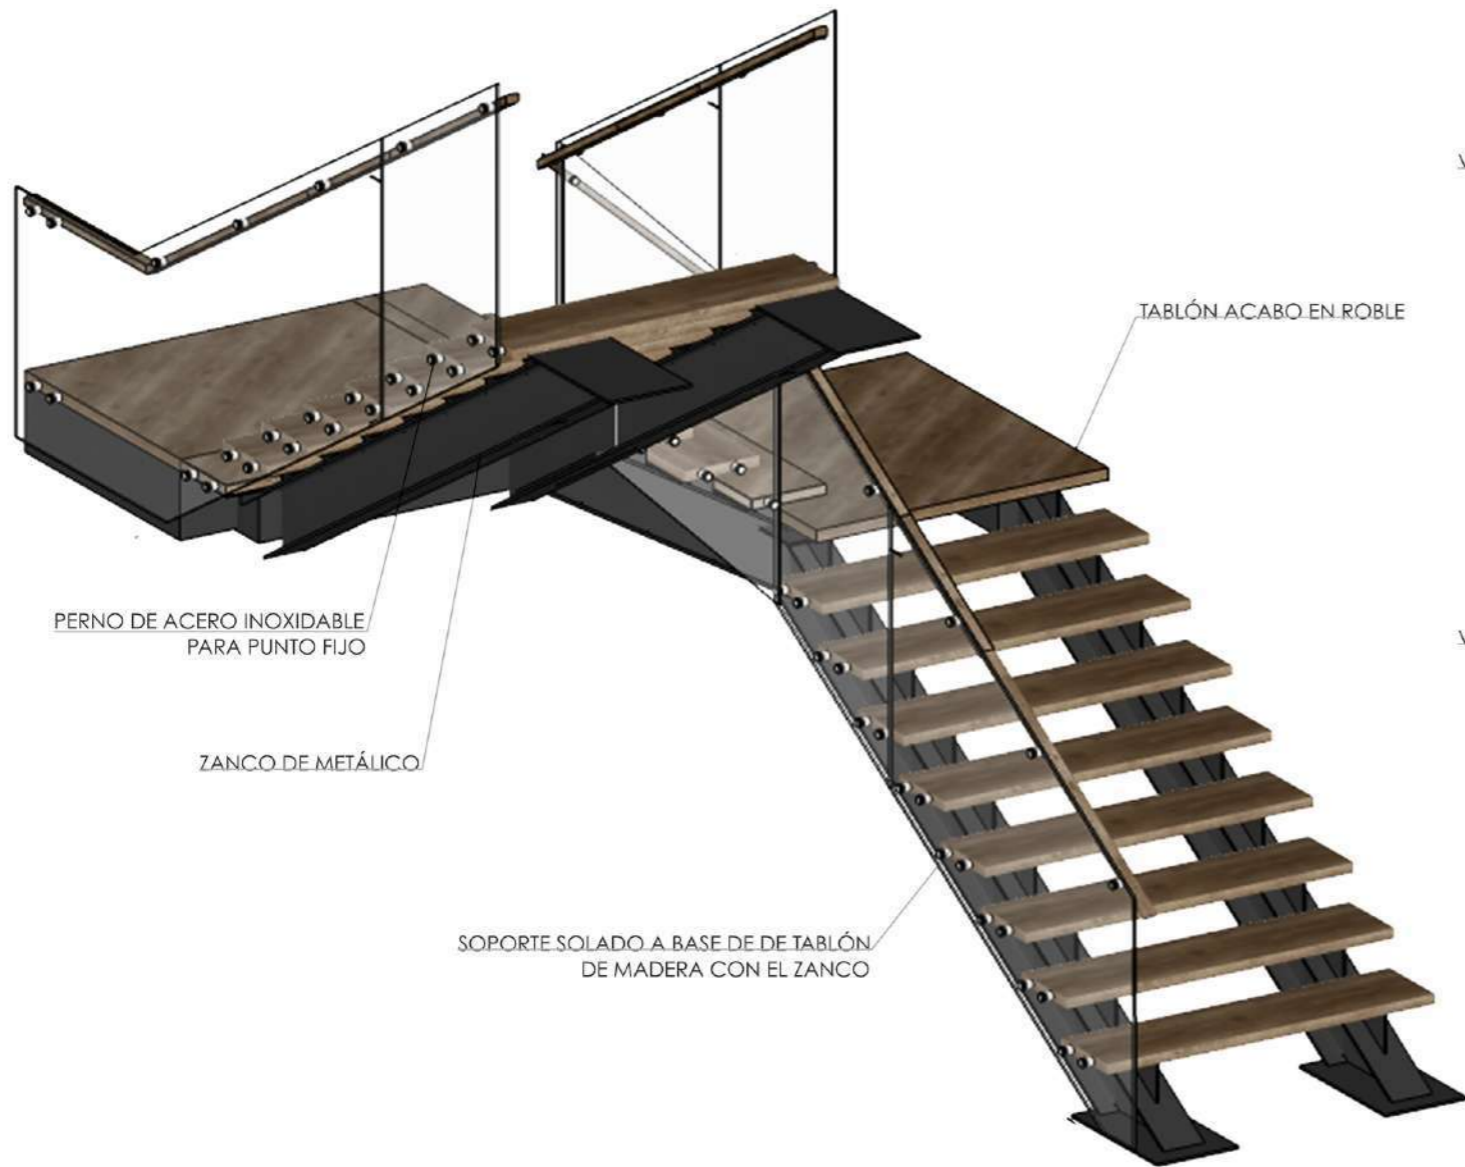 V
TABLÓN ACABO EN ROBLE
PERNO DE ACERO INOXIDABLE
PARA PUNTO FIJO
V
ZANCO DE METÁLICO
SOPORTE SOLADO A BASE DE DE TABLÓN
DE MADERA CON EL ZANCO